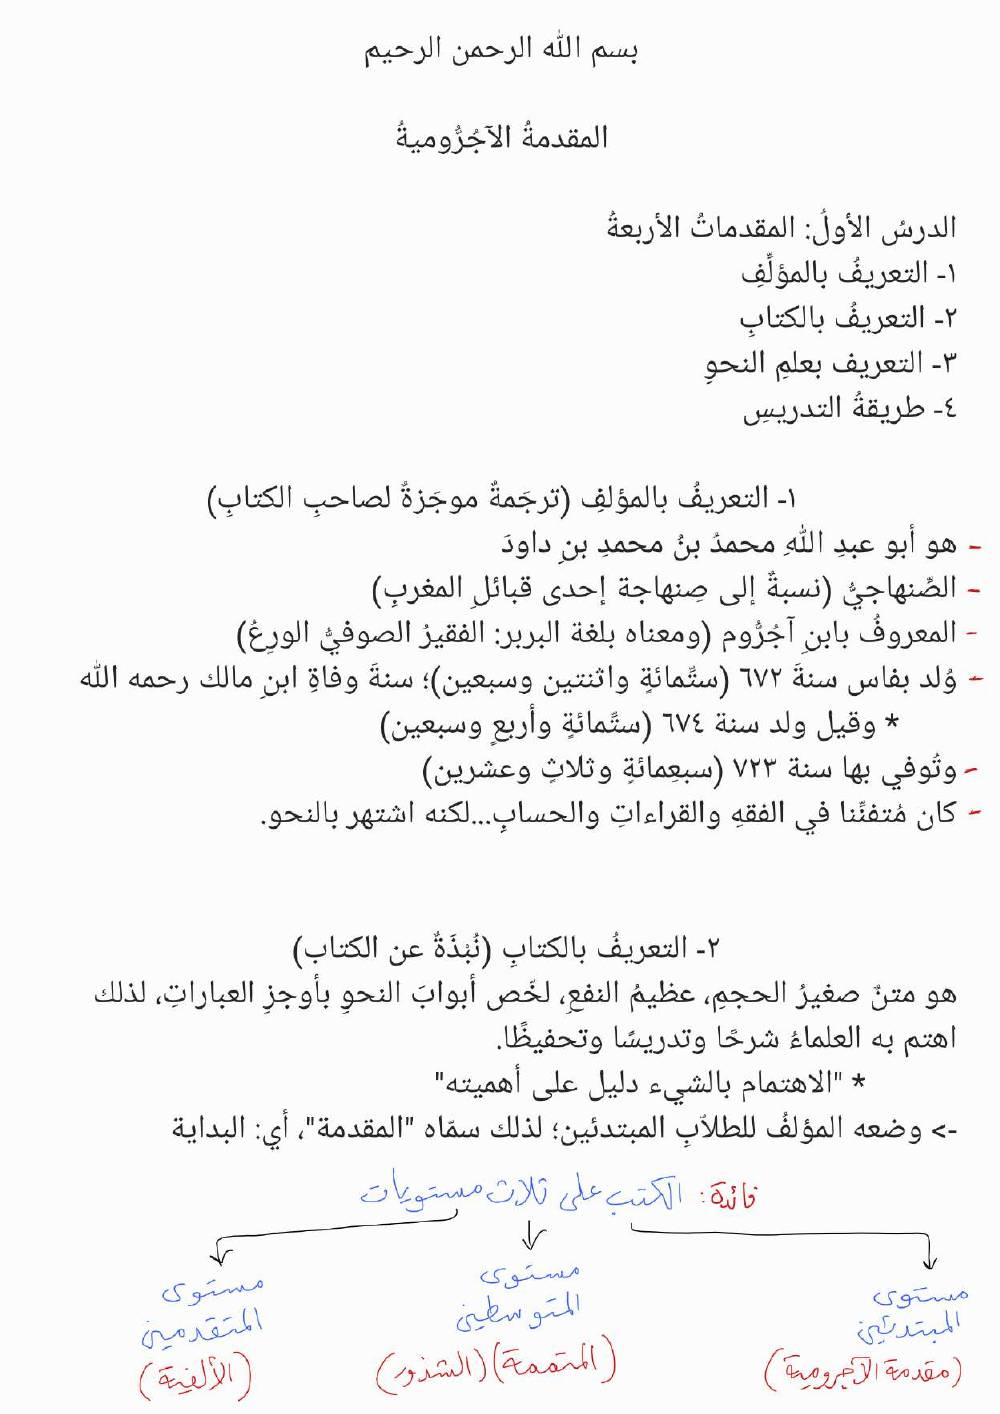 بسم الله الرحمن الرحيم
المقدمةُ الآجُرُّوميةُ
الدرسُ الأولُ: المقدماتُ الأربعةُ
١- التعريفُ بالمؤلِّفِ
٢- التعريفُ بالكتابِ
٣- التعريف بعلمِ النحوِ
٤- طريقةُ التدريسِ
١- التعريفُ بالمؤلفِ (ترجَمةٌ موجَزةٌ لصاحبِ الكتابِ)
- هو أبو عبدِ اللهِ محمدُ بنُ محمدِ بنِ داودَ
- الصِّنهاجيُّ (نسبةٌ إلى صِنهاجة إحدى قبائلِ المغربِ)
- المعروفُ بابنِ آجُرُّوم (ومعناه بلغة البربر: الفقيرُ الصوفيُّ الورِعُ)
- وُلد بفاس سنةَ ٦٧٢ (ستِّمائةٍ واثنتين وسبعين)؛ سنةَ وفاةِ ابنِ مالك رحمه الله
* وقيل ولد سنة ٦٧٤ (ستِّمائةٍ وأربعٍ وسبعين)
- وتُوفي بها سنة ٧٢٣ (سبعِمائةٍ وثلاثٍ وعشرين)
- كان مُتفنِّنا في الفقهِ والقراءاتِ والحسابِ...لكنه اشتهر بالنحو.
٢- التعريفُ بالكتابِ (نُبْذَةٌ عن الكتاب)
هو متنٌ صغيرُ الحجمِ، عظيمُ النفعِ، لخّص أبوابَ النحوِ بأوجزِ العباراتِ، لذلك
اهتم به العلماءُ شرحًا وتدريسًا وتحفيظًا.
* "الاهتمام بالشيء دليل على أهميته"
-> وضعه المؤلفُ للطلّابِ المبتدئين؛ لذلك سمّاه "المقدمة"، أي: البداية
فائدة: الكتب على ثلاث مستويات
مستوى المبتدئين
(مقدمة الآجرومية)
مستوى المتوسطين
(المتممة) (الشذور)
مستوى المتقدمين
(الألفية)